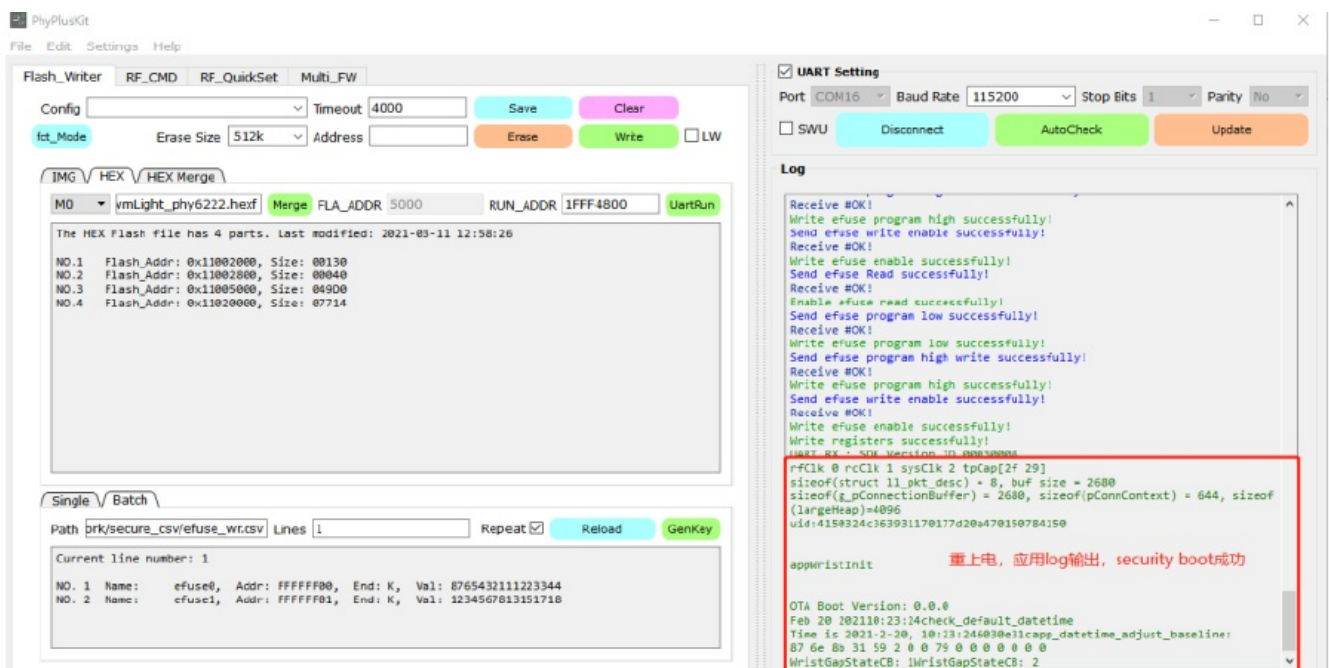 PhyPlusKit
File Edit Settings Help
Flash_Writer RF_CMD RF_QuickSet Multi_FW
Config Timeout 4000 Save Clear
fct_Mode Erase Size 512k Address Erase Write LW
IMG HEX HEX Merge
M0 vmLight_phy6222.hexf Merge FLA_ADDR 5000 RUN_ADDR 1FFF4800 UartRun
The HEX Flash file has 4 parts. Last modified: 2021-03-11 12:58:26
NO.1 Flash_Addr: 0x11002000, Size: 00130
NO.2 Flash_Addr: 0x11002800, Size: 00040
NO.3 Flash_Addr: 0x11005000, Size: 049D0
NO.4 Flash_Addr: 0x11020000, Size: 07714
Single Batch
Path ork/secure_csv/efuse_wr.csv Lines 1 Repeat Reload GenKey
Current line number: 1
NO. 1 Name: efuse0, Addr: FFFFFF00, End: K, Val: 8765432111223344
NO. 2 Name: efuse1, Addr: FFFFFF01, End: K, Val: 1234567813151718
UART Setting
Port COM16 Baud Rate 115200 Stop Bits 1 Parity No
SWU Disconnect AutoCheck Update
Log
Receive #OK!
Write efuse program high successfully!
Send efuse write enable successfully!
Receive #OK!
Write efuse enable successfully!
Send efuse Read successfully!
Receive #OK!
Enable efuse read successfully!
Send efuse program low successfully!
Receive #OK!
Write efuse program low successfully!
Send efuse program high write successfully!
Receive #OK!
Write efuse program high successfully!
Send efuse write enable successfully!
Receive #OK!
Write efuse enable successfully!
Write registers successfully!
UART RX : SDK Version ID
rfClk 0 rcClk 1 sysClk 2 tpCap[2f 29]
sizeof(struct ll_pkt_desc) = 8, buf size = 2680
sizeof(g_pConnectionBuffer) = 2680, sizeof(pConnContext) = 644, sizeof
(largeHeap)=4096
appWristInit
重上电，应用log输出，security boot成功
OTA Boot Version: 0.0.0
Feb 20 202110:23:24check_default_datetime
Time is 2021-2-20, 10:23:246030e31capp_datetime_adjust_baseline:
87 6e 8b 31 59 2 0 0 79 0 0 0 0 0 0 0
WristGapStateCB: 1WristGapStateCB: 2